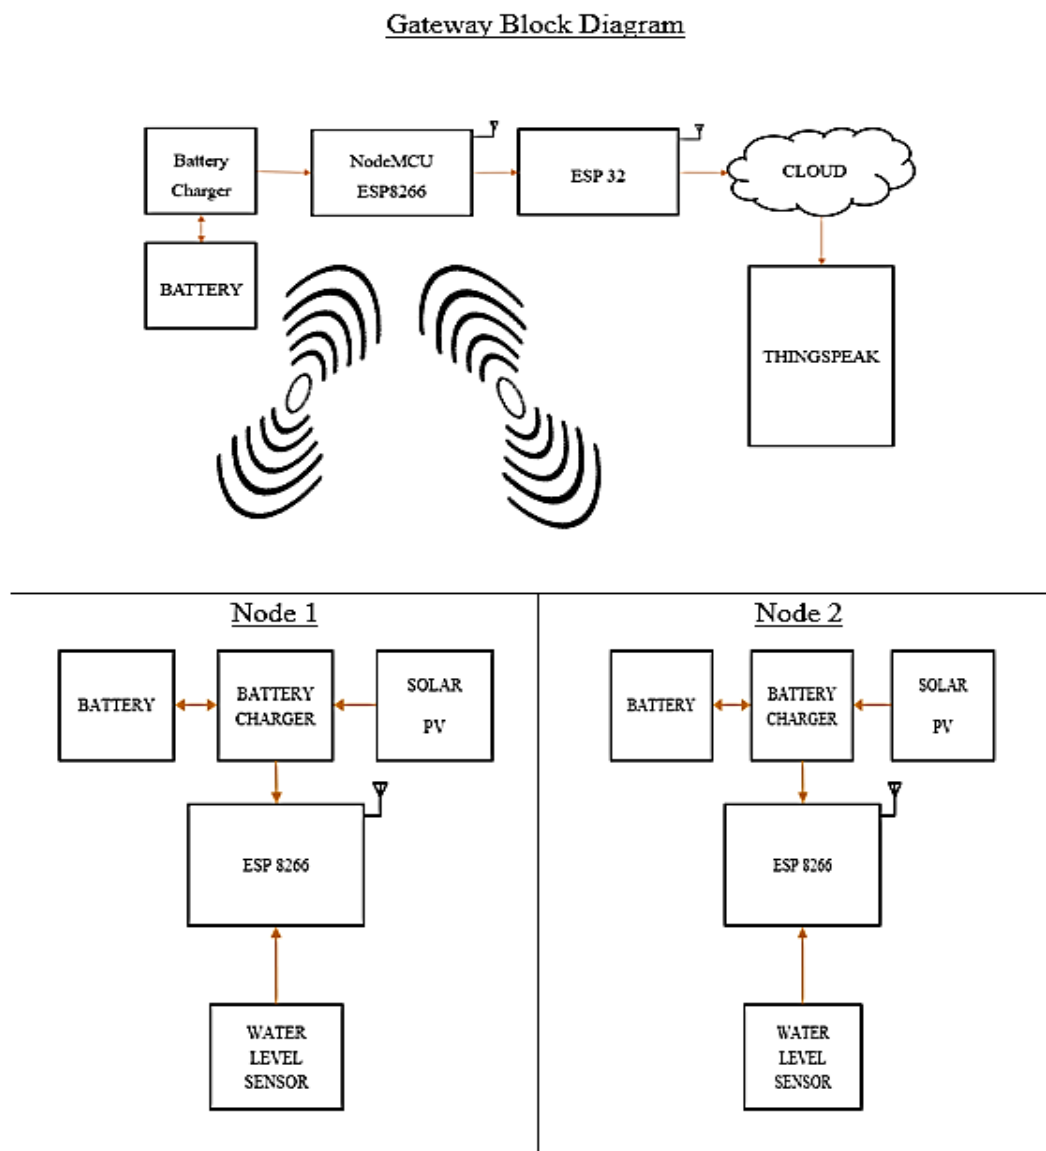 Gateway Block Diagram
Battery
Charger
NodeMCU
ESP8266
ESP 32
CLOUD
BATTERY
THINGSPEAK
Node 1
BATTERY
BATTERY
CHARGER
SOLAR
PV
ESP 8266
WATER
LEVEL
SENSOR
Node 2
BATTERY
BATTERY
CHARGER
SOLAR
PV
ESP 8266
WATER
LEVEL
SENSOR